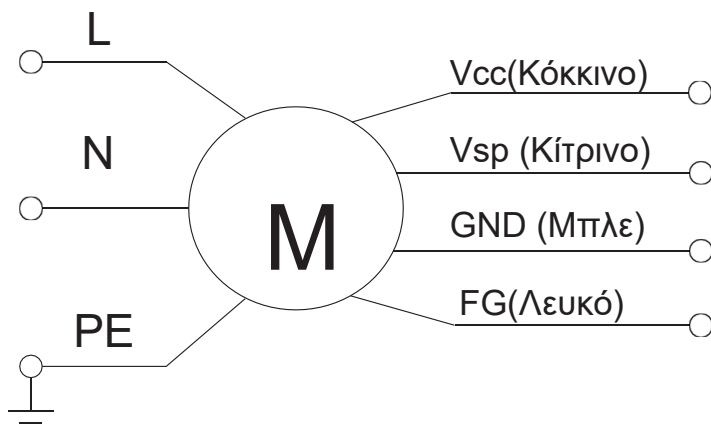 L
N
PE
M
Vcc(Κόκκινο)
Vsp (Κίτρινο)
GND (Μπλε)
FG(Λευκό)